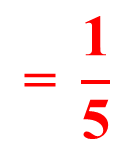 = 1/5